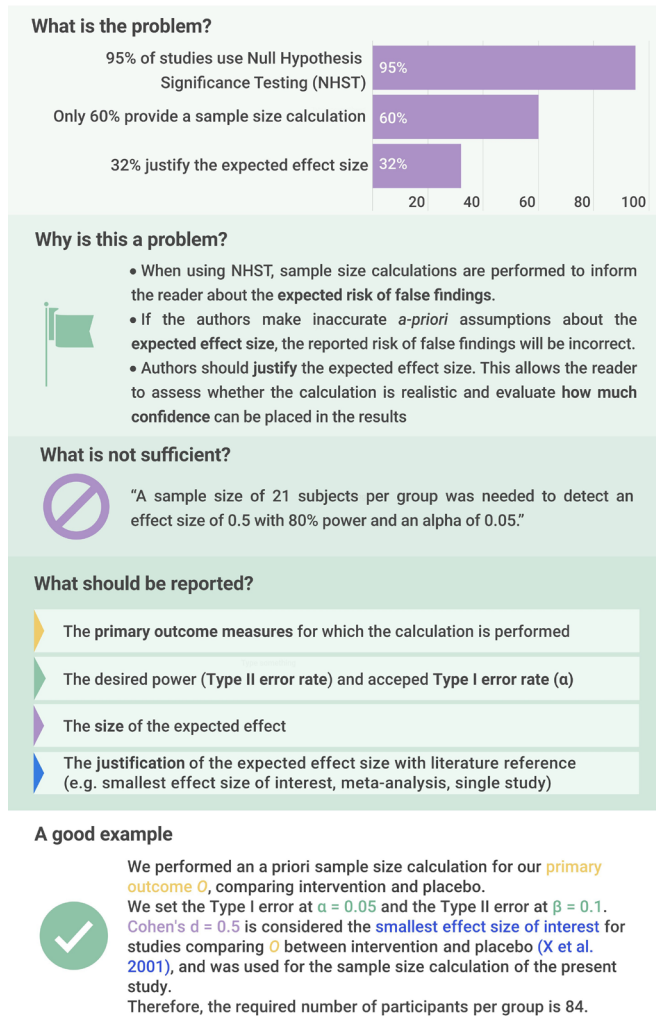 What is the problem?
95% of studies use Null Hypothesis
Significance Testing (NHST)
95%
Only 60% provide a sample size calculation
60%
32% justify the expected effect size
32%
20 40 60 80 100
Why is this a problem?
• When using NHST, sample size calculations are performed to inform
the reader about the expected risk of false findings.
• If the authors make inaccurate a-priori assumptions about the
expected effect size, the reported risk of false findings will be incorrect.
• Authors should justify the expected effect size. This allows the reader
to assess whether the calculation is realistic and evaluate how much
confidence can be placed in the results
What is not sufficient?
“A sample size of 21 subjects per group was needed to detect an
effect size of 0.5 with 80% power and an alpha of 0.05.”
What should be reported?
The primary outcome measures for which the calculation is performed
The desired power (Type II error rate) and acceped Type I error rate (α)
The size of the expected effect
The justification of the expected effect size with literature reference
(e.g. smallest effect size of interest, meta-analysis, single study)
A good example
We performed an a priori sample size calculation for our primary
outcome O, comparing intervention and placebo.
We set the Type I error at α = 0.05 and the Type II error at β = 0.1.
Cohen's d = 0.5 is considered the smallest effect size of interest for
studies comparing O between intervention and placebo (X et al.
2001), and was used for the sample size calculation of the present
study.
Therefore, the required number of participants per group is 84.